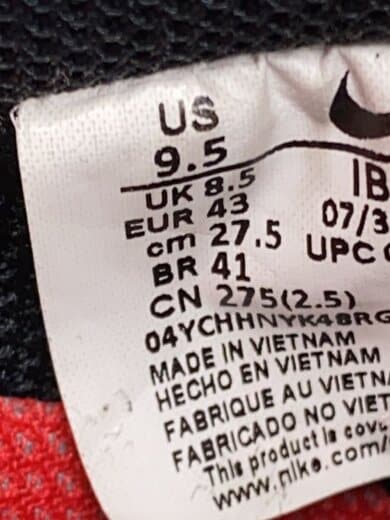 US
9.5
UK 8.5
EUR 43
cm 27.5
BR 41
CN 275(2.5)
04YCHHNYK48RG
MADE IN VIETNAM
HECHO EN VIETNAM
FABRIQUE AU VIETNA
FABRICADO NO VIET
This product is cove
www.nike.com/
IB
07/3
UPC